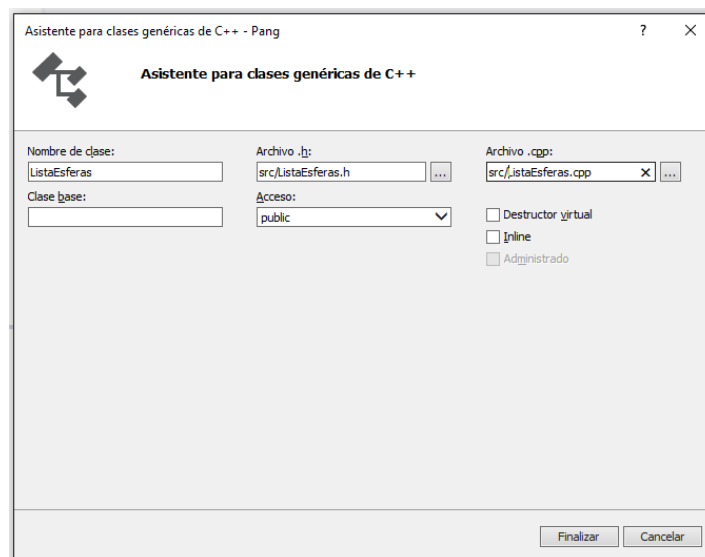 Asistente para clases genéricas de C++ - Pang
Asistente para clases genéricas de C++
Nombre de clase: Archivo .h: Archivo .cpp:
ListaEsferas src/ListaEsferas.h ... src/ListaEsferas.cpp ...
Clase base: Acceso:
public
Destructor virtual
Inline
Administrado
Finalizar Cancelar